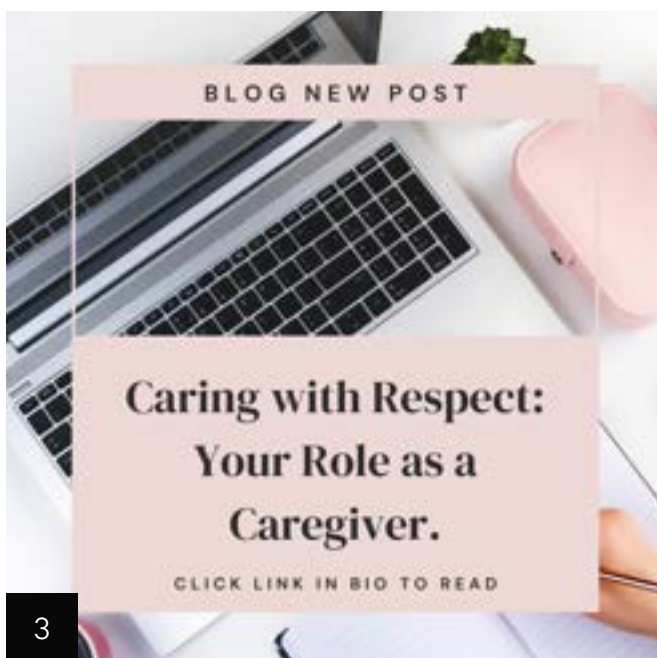 BLOG NEW POST
Caring with Respect:
Your Role as a
Caregiver.
CLICK LINK IN BIO TO READ
3